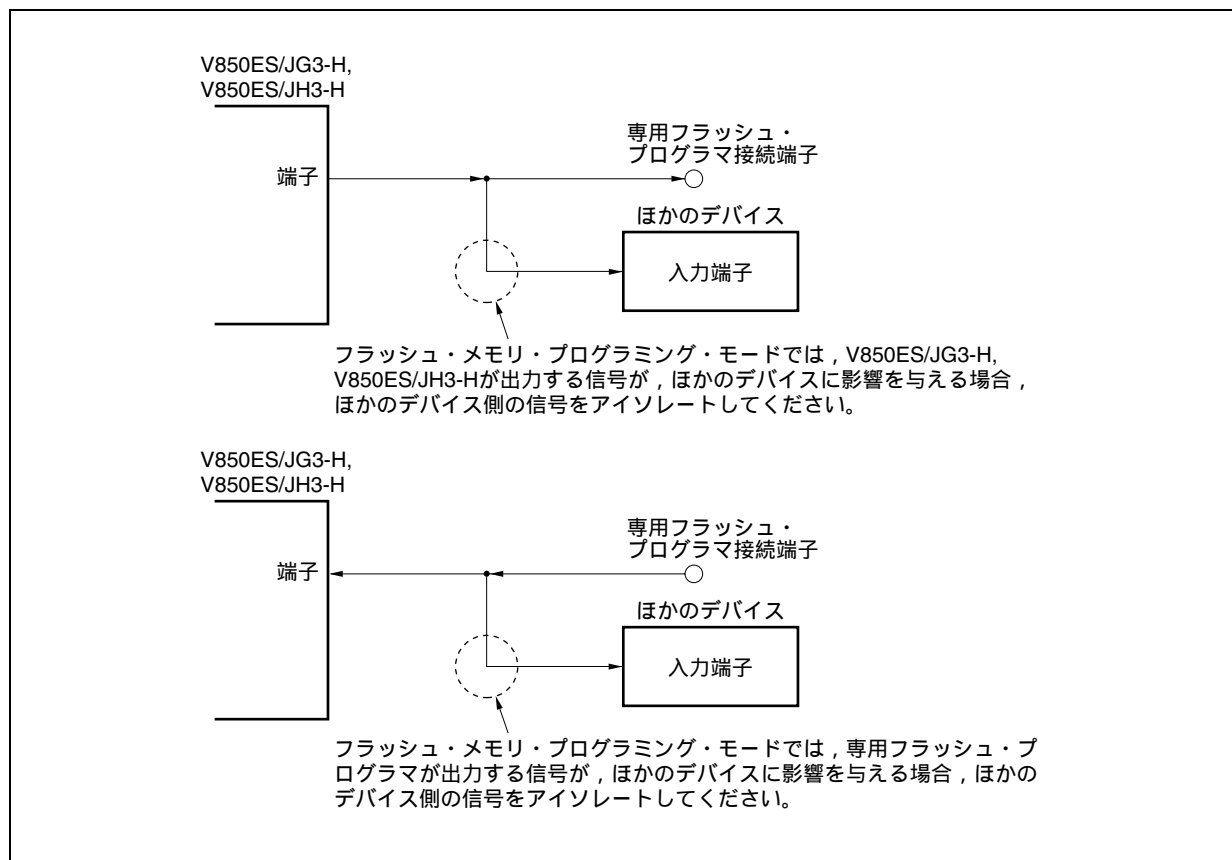 V850ES/JG3-H,
V850ES/JH3-H
端子
専用フラッシュ・
プログラマ接続端子
ほかのデバイス
入力端子
フラッシュ・メモリ・プログラミング・モードでは，V850ES/JG3-H,
V850ES/JH3-Hが出力する信号が，ほかのデバイスに影響を与える場合，
ほかのデバイス側の信号をアイソレートしてください。
V850ES/JG3-H,
V850ES/JH3-H
端子
専用フラッシュ・
プログラマ接続端子
ほかのデバイス
入力端子
フラッシュ・メモリ・プログラミング・モードでは，専用フラッシュ・プ
ログラマが出力する信号が，ほかのデバイスに影響を与える場合，ほかの
デバイス側の信号をアイソレートしてください。